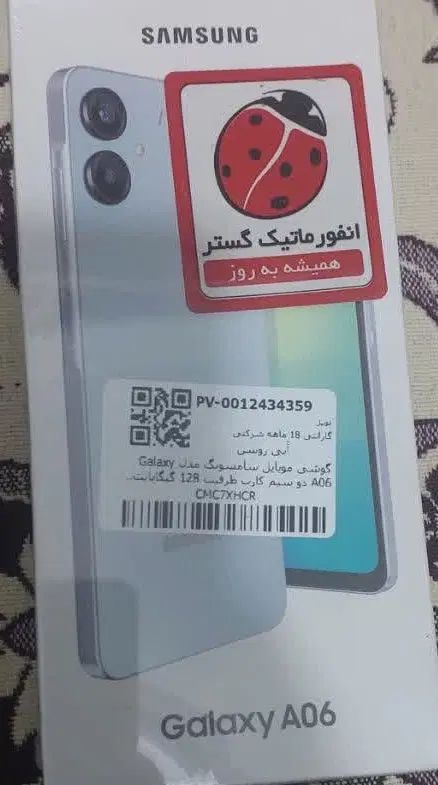 SAMSUNG
انفورماتیک گستر
همیشه به روز
PV-0012434359
گارانتی 18 ماهه شرکتی
آبی روشن
گوشی موبایل سامسونگ مدل Galaxy
A06 دو سیم کارت ظرفیت 128 گیگابایت..
CMC7XHCR
Galaxy A06